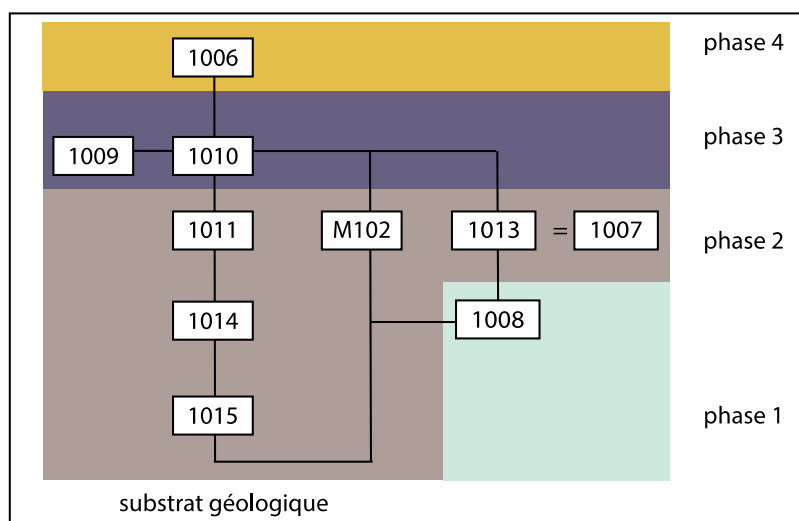 1006
phase 4
1009
1010
phase 3
1011
M102
1013 = 1007
phase 2
1014
1008
1015
phase 1
substrat géologique